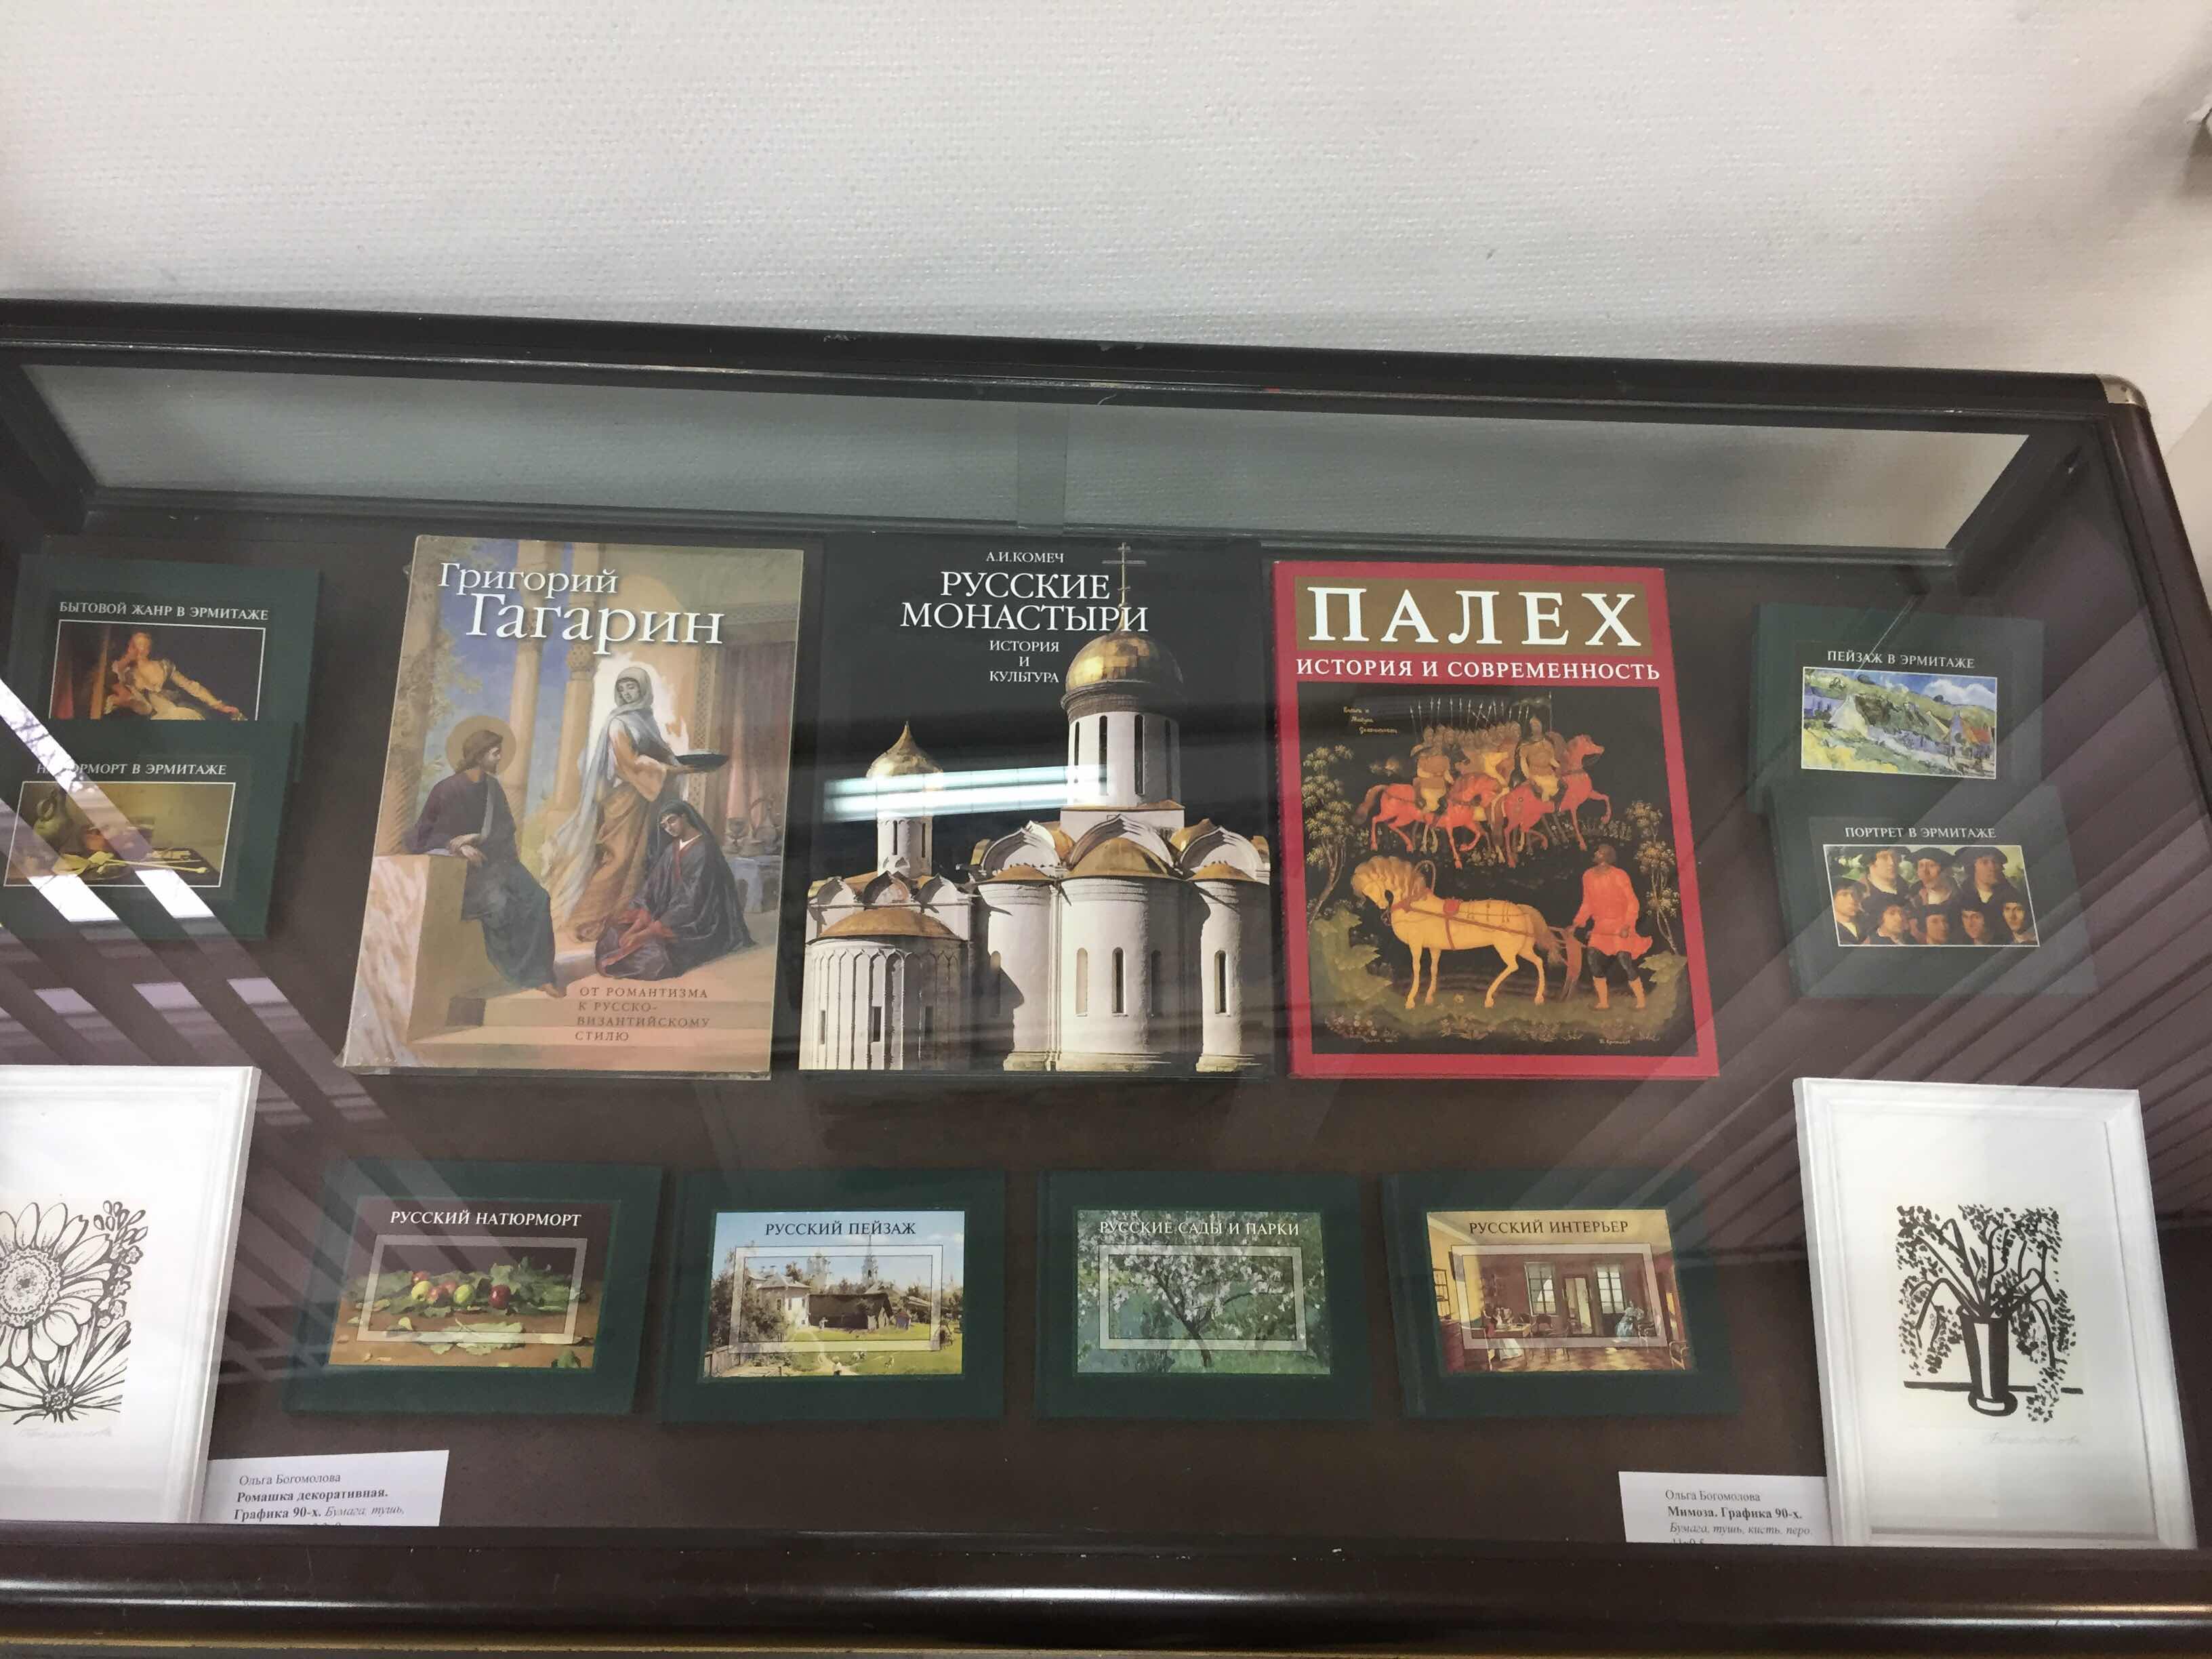 БЫТОВОЙ ЖАНР В ЭРМИТАЖЕ
В ЭРМИТАЖЕ
Григорий
Гагарин
ОТ РОМАНТИЗМА
К РУССКО-
ВИЗАНТИЙСКОМУ
СТИЛЮ
А.И.КОМЕЧ
РУССКИЕ
МОНАСТЫРИ
ИСТОРИЯ
И
КУЛЬТУРА
ПАЛЕХ
ИСТОРИЯ И СОВРЕМЕННОСТЬ
ПЕЙЗАЖ В ЭРМИТАЖЕ
ПОРТРЕТ В ЭРМИТАЖЕ
РУССКИЙ НАТЮРМОРТ
РУССКИЙ ПЕЙЗАЖ
РУССКИЕ САДЫ И ПАРКИ
РУССКИЙ ИНТЕРЬЕР
Ольга Богомолова
Ромашка декоративная.
Графика 90-х. Бумага, тушь,
Ольга Богомолова
Мимоза. Графика 90-х.
Бумага, тушь, кисть, перо